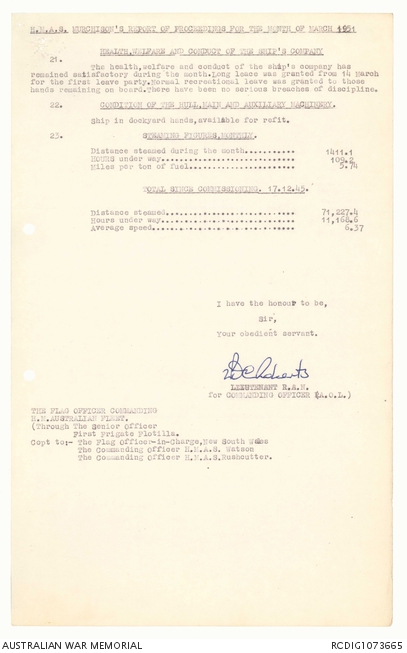 H.M.A.S. MURCHISON'S REPORT OF PROCEEDINGS FOR THE MONTH OF MARCH 1951
HEALTH, WELFARE AND CONDUCT OF THE SHIP'S COMPANY
21.
The health, welfare and conduct of the ship's company has
remained satisfactory during the month. Long leave was granted from 14 March
for the first leave party. Normal recreational leave was granted to those
hands remaining on board. There have been no serious breaches of discipline.
22. CONDITION OF THE HULL, MAIN AND AUXILIARY MACHINERY.
Ship in dockyard hands, available for refit.
23. STEAMING FIGURES, MONTHLY.
Distance steamed during the month........... 1411.1
HOURS under way........................... 109.2
Miles per ton of fuel..................... 5.74
TOTAL SINCE COMMISSIONING. 17.12.45.
Distance steamed.......................... 71,227.4
Hours under way........................... 11,168.6
Average speed............................. 6.37
I have the honour to be,
Sir,
Your obedient servant.
LIEUTENANT R.A.N.
for COMMANDING OFFICER (A.O.L.)
THE FLAG OFFICER COMMANDING
H.M. AUSTRALIAN FLEET.
(Through The Senior Officer
First Frigate Flotilla.
Copt to:- The Flag Officer-in-Charge, New South Wales
The Commanding Officer H.M.A.S. Watson
The Commanding Officer H.M.A.S. Rushcutter.
AUSTRALIAN WAR MEMORIAL
RCDIG1073665